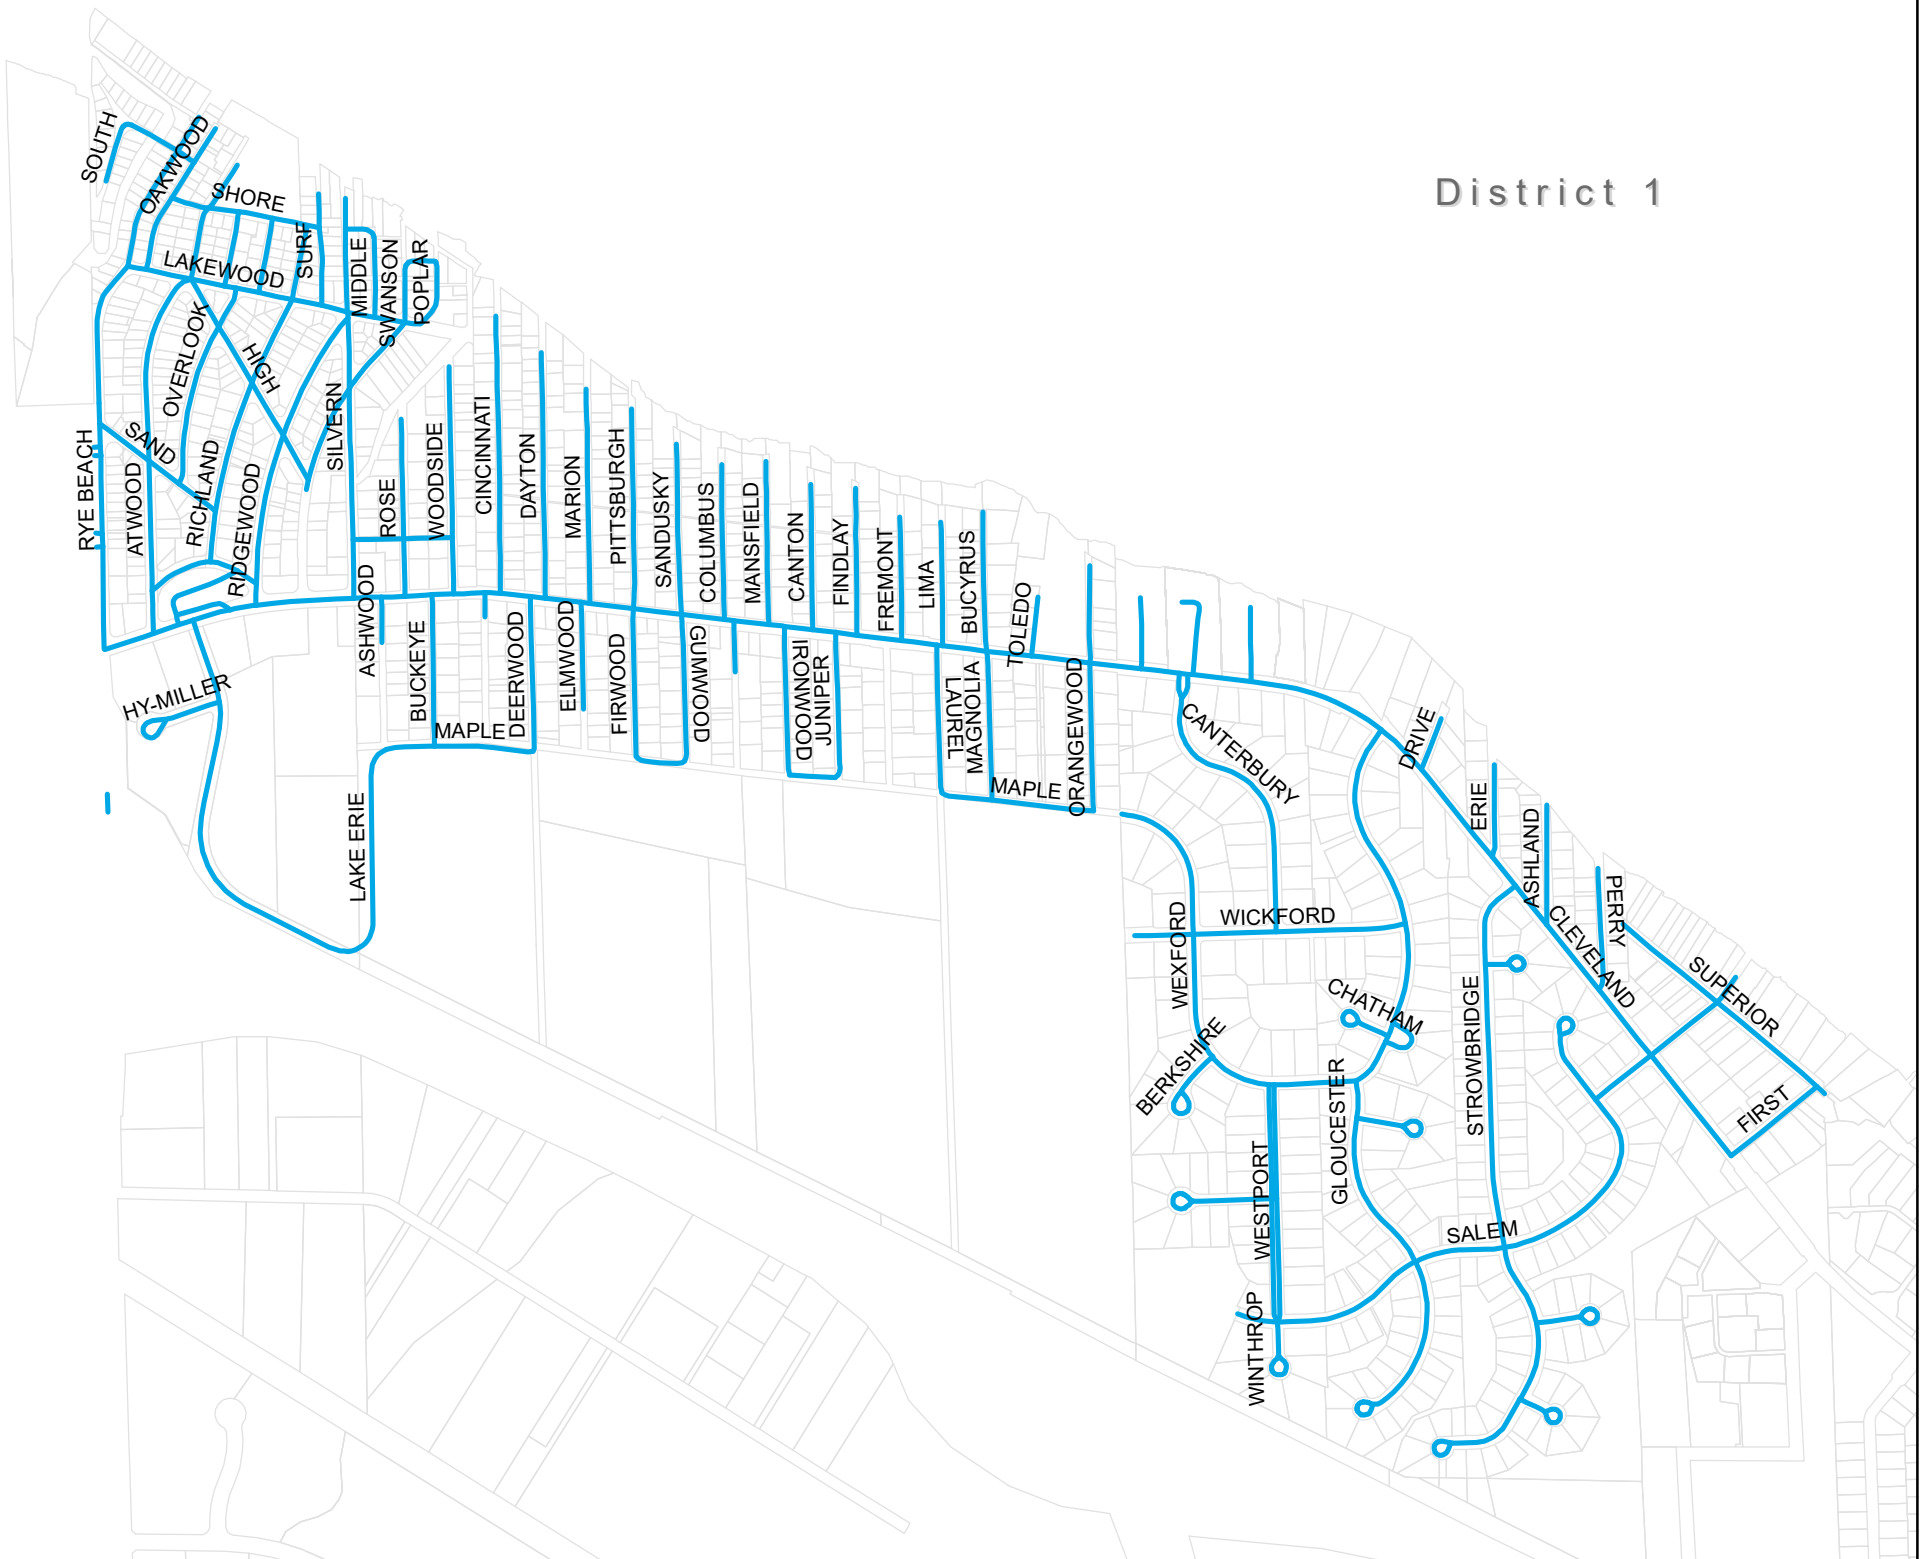 District 1
SOUTH
OAKWOOD
SHORE
SURF
LAKEWOOD
MIDDLE
SWANSON
POPLAR
OVERLOOK
HIGH
SILVERN
SAND
RYE BEACH
ATWOOD
RICHLAND
RIDGEWOOD
ROSE
WOODSIDE
CINCINNATI
DAYTON
MARION
PITTSBURGH
SANDUSKY
COLUMBUS
MANSFIELD
CANTON
FINDLAY
FREMONT
LIMA
BUCYRUS
TOLEDO
ASHWOOD
BUCKEYE
DEERWOOD
ELMWOOD
FIRWOOD
GUMWOOD
IRONWOOD
JUNIPER
LAUREL
MAGNOLIA
ORANGEWOOD
HY-MILLER
MAPLE
MAPLE
LAKE ERIE
CANTERBURY
DRIVE
ERIE
ASHLAND
PERRY
CLEVELAND
SUPERIOR
FIRST
WICKFORD
WEXFORD
CHATHAM
BERKSHIRE
STROWBRIDGE
GLOUCESTER
WESTPORT
SALEM
WINTHROP